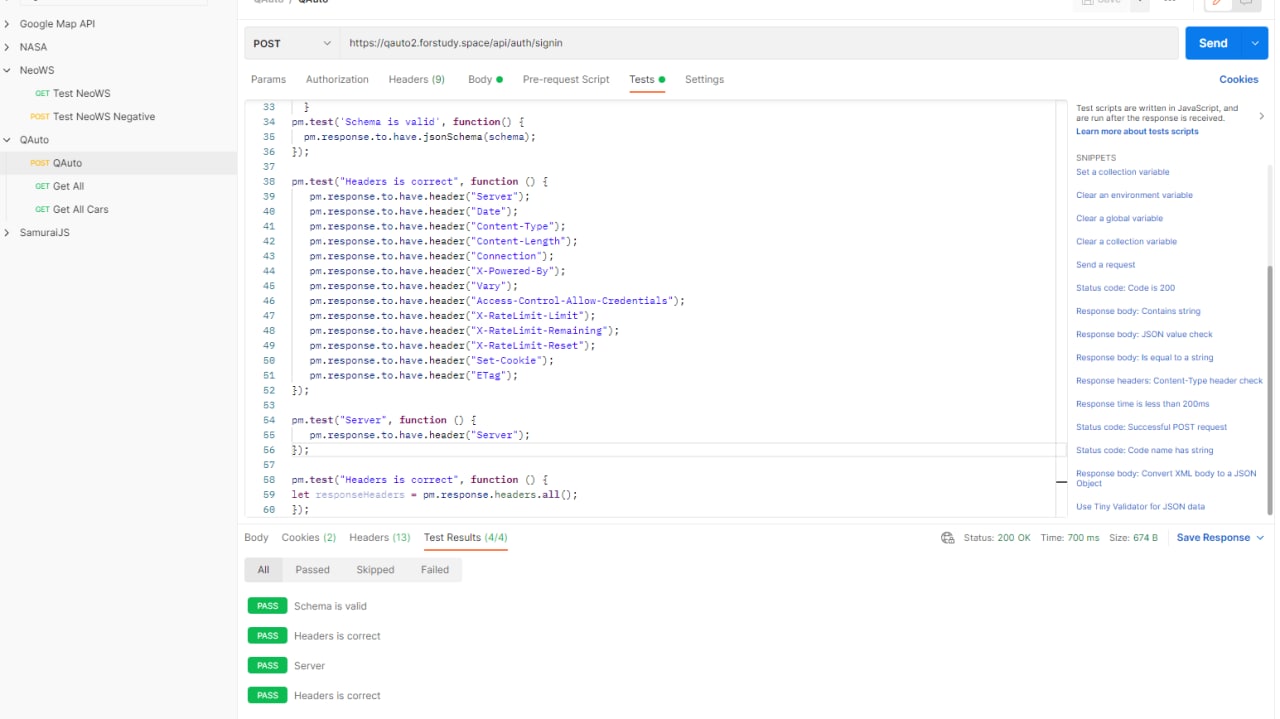 QAuto / QAuto
Save
Google Map API
NASA
NeoWS
GET Test NeoWS
POST Test NeoWS Negative
QAuto
POST QAuto
GET Get All
GET Get All Cars
SamuraiJS
POST
https://qauto2.forstudy.space/api/auth/signin
Send
Params Authorization Headers (9) Body Pre-request Script Tests Settings
Cookies
33 }
34 pm.test('Schema is valid', function() {
35 pm.response.to.have.jsonSchema(schema);
36 });
37
38 pm.test("Headers is correct", function () {
39 pm.response.to.have.header("Server");
40 pm.response.to.have.header("Date");
41 pm.response.to.have.header("Content-Type");
42 pm.response.to.have.header("Content-Length");
43 pm.response.to.have.header("Connection");
44 pm.response.to.have.header("X-Powered-By");
45 pm.response.to.have.header("Vary");
46 pm.response.to.have.header("Access-Control-Allow-Credentials");
47 pm.response.to.have.header("X-RateLimit-Limit");
48 pm.response.to.have.header("X-RateLimit-Remaining");
49 pm.response.to.have.header("X-RateLimit-Reset");
50 pm.response.to.have.header("Set-Cookie");
51 pm.response.to.have.header("ETag");
52 });
53
54 pm.test("Server", function () {
55 pm.response.to.have.header("Server");
56 });
57
58 pm.test("Headers is correct", function () {
59 let responseHeaders = pm.response.headers.all();
60 });
Test scripts are written in JavaScript, and
are run after the response is received.
Learn more about tests scripts
SNIPPETS
Set a collection variable
Clear an environment variable
Clear a global variable
Clear a collection variable
Send a request
Status code: Code is 200
Response body: Contains string
Response body: JSON value check
Response body: Is equal to a string
Response headers: Content-Type header check
Response time is less than 200ms
Status code: Successful POST request
Status code: Code name has string
Response body: Convert XML body to a JSON
Object
Use Tiny Validator for JSON data
Body Cookies (2) Headers (13) Test Results (4/4)
Status: 200 OK Time: 700 ms Size: 674 B
Save Response
All Passed Skipped Failed
PASS Schema is valid
PASS Headers is correct
PASS Server
PASS Headers is correct